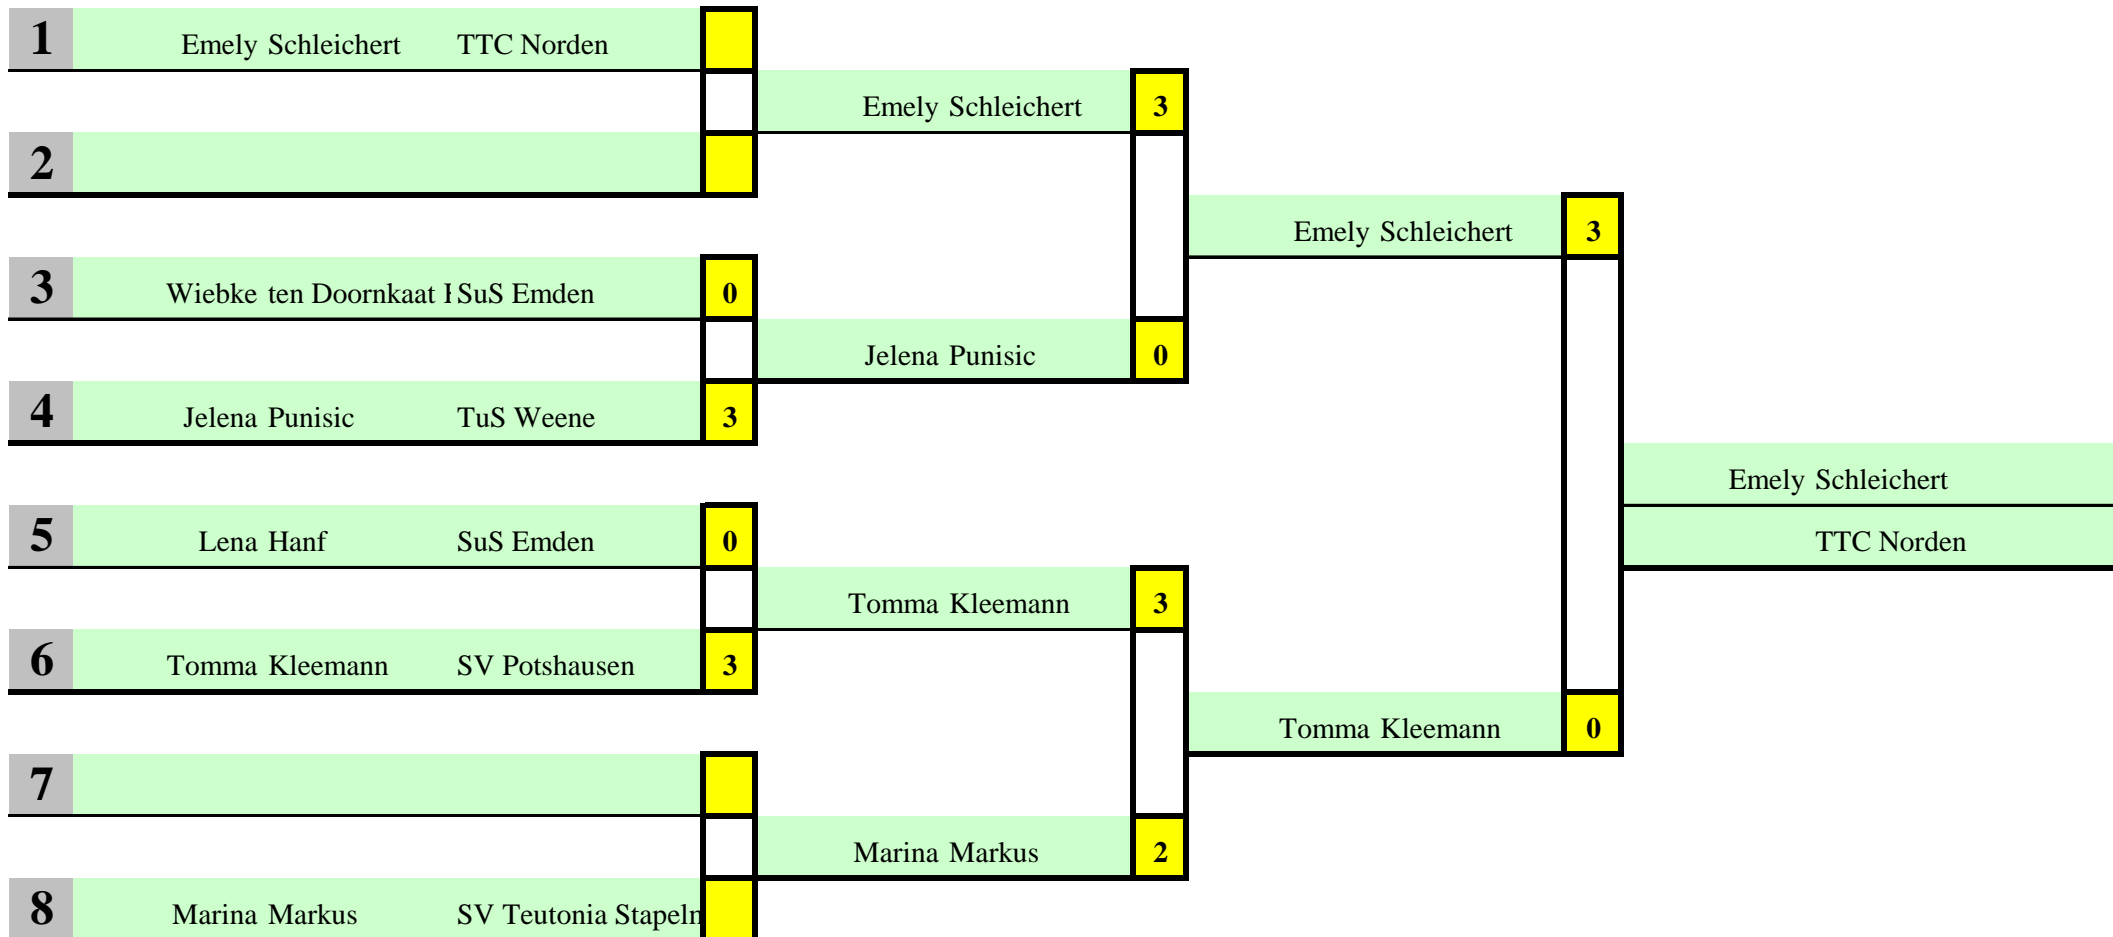 1 Emely Schleichert TTC Norden
Emely Schleichert 3
2
Emely Schleichert 3
3 Wiebke ten Doornkaat SuS Emden 0
Jelena Punisic 0
4 Jelena Punisic TuS Weene 3
Emely Schleichert
5 Lena Hanf SuS Emden 0
TTC Norden
Tomma Kleemann 3
6 Tomma Kleemann SV Potshausen 3
Tomma Kleemann 0
7
Marina Markus 2
8 Marina Markus SV Teutonia